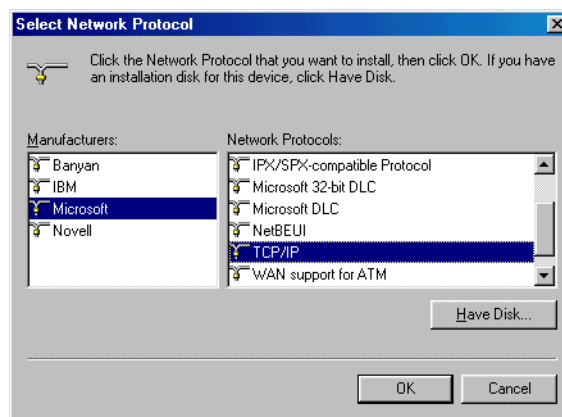 Select Network Protocol
Click the Network Protocol that you want to install, then click OK. If you have
an installation disk for this device, click Have Disk.
Manufacturers:
Banyan
IBM
Microsoft
Novell
Network Protocols:
IPX/SPX-compatible Protocol
Microsoft 32-bit DLC
Microsoft DLC
NetBEUI
TCP/IP
WAN support for ATM
Have Disk...
OK
Cancel